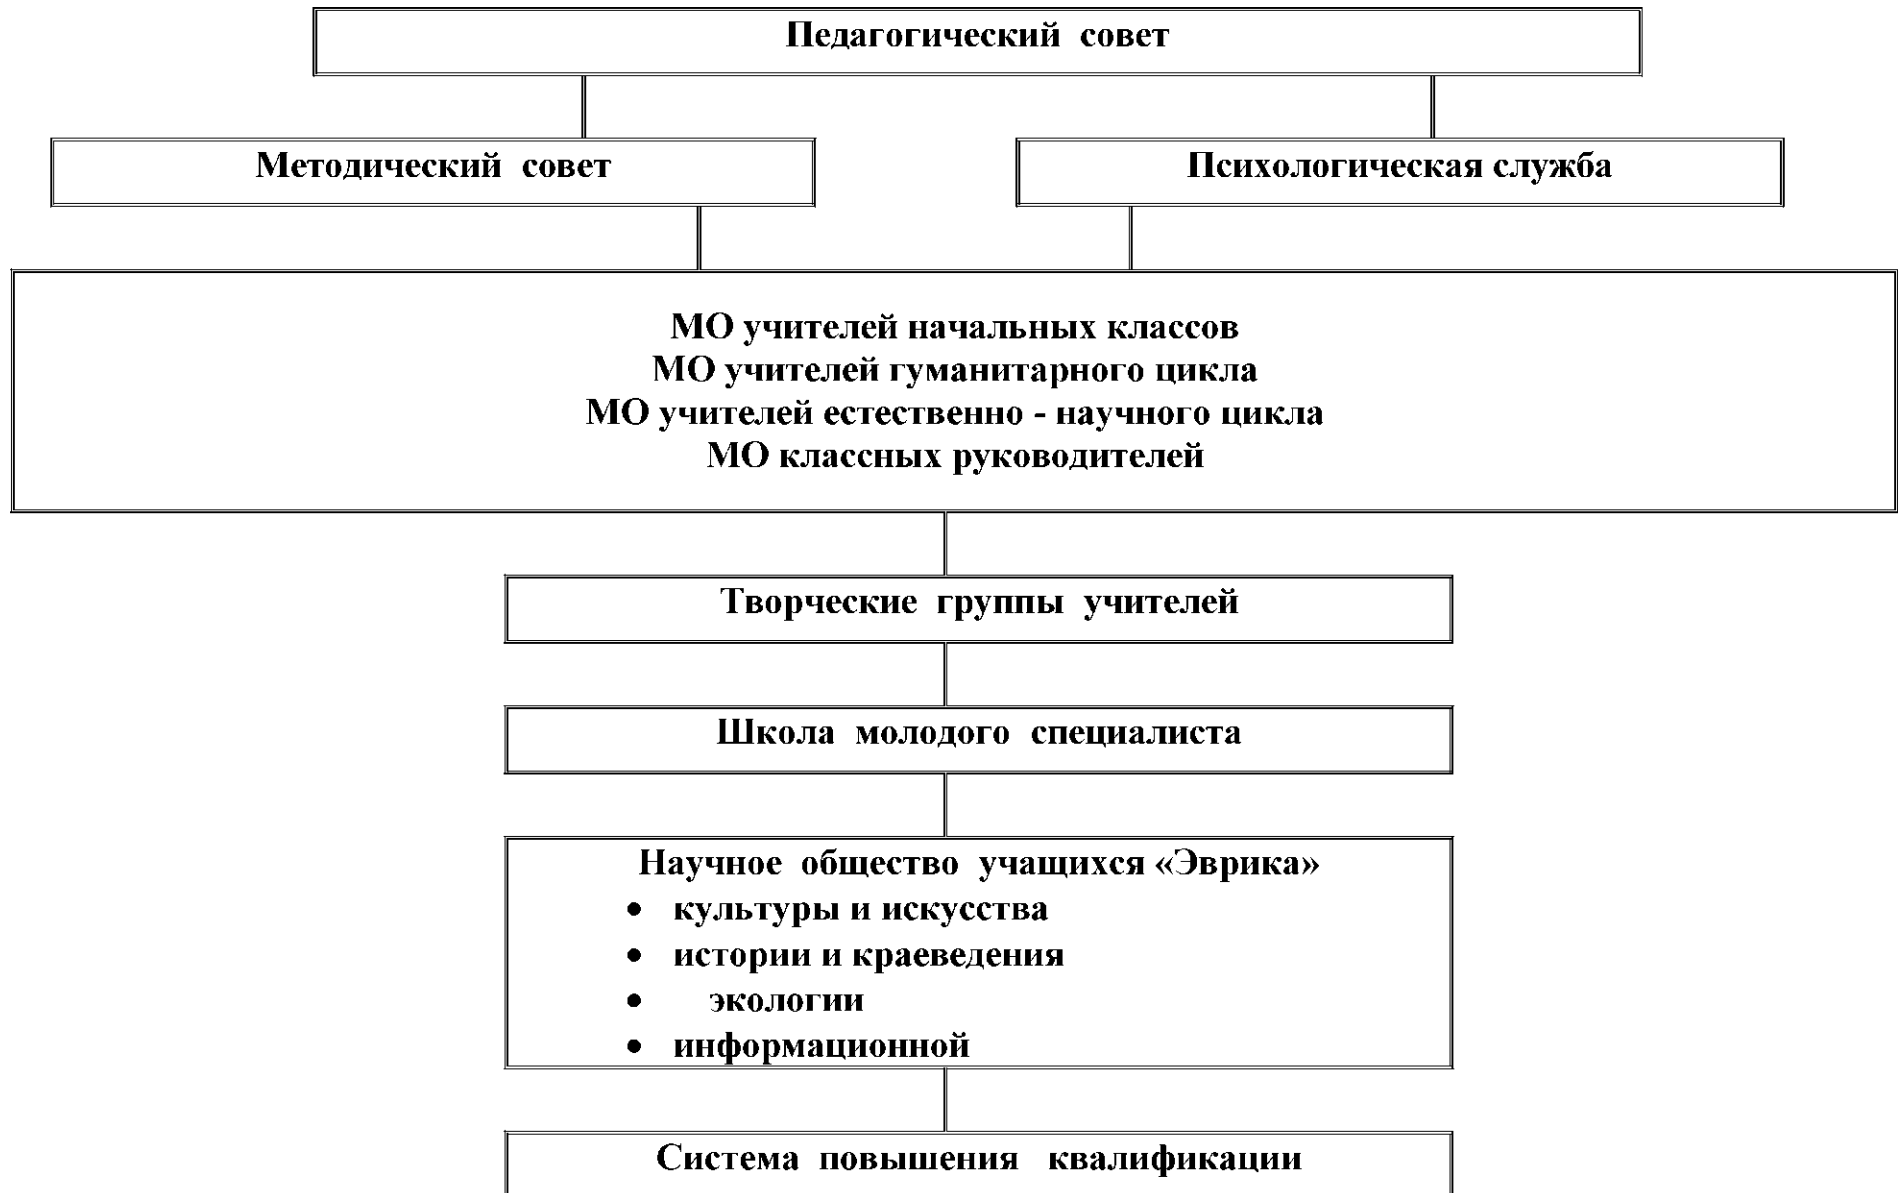 Педагогический совет
Методический совет
Психологическая служба
МО учителей начальных классов
МО учителей гуманитарного цикла
МО учителей естественно - научного цикла
МО классных руководителей
Творческие группы учителей
Школа молодого специалиста
Научное общество учащихся «Эврика»
• культуры и искусства
• истории и краеведения
• экологии
• информационной
Система повышения квалификации